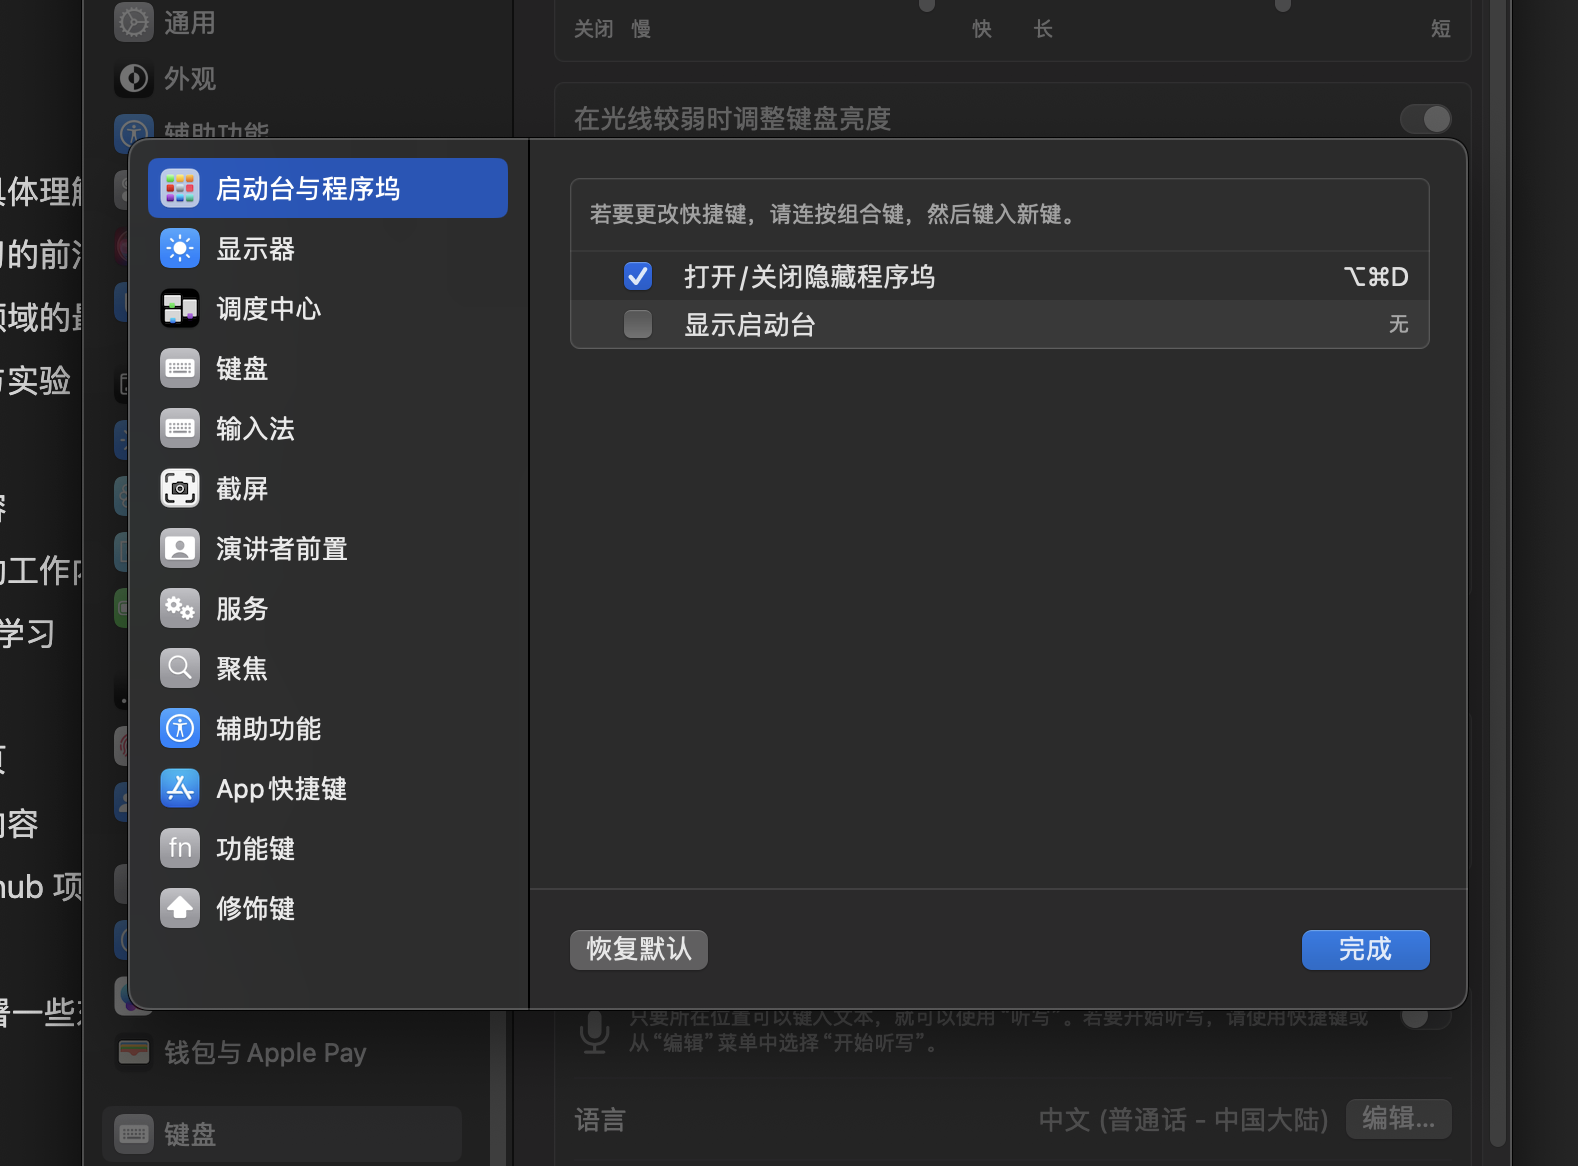 通用
外观
辅助功能
关闭 慢 快 长 短
在光线较弱时调整键盘亮度
体理解
的前沿
域的最
实验
工作内
学习
容
hub 项
一些
启动台与程序坞
显示器
调度中心
键盘
输入法
截屏
演讲者前置
服务
聚焦
辅助功能
App快捷键
fn 功能键
修饰键
若要更改快捷键，请连按组合键，然后键入新键。
打开/关闭隐藏程序坞 ⌥⌘D
显示启动台 无
恢复默认
完成
钱包与 Apple Pay
键盘
只要所在位置可以键入文本，就可以使用“听写”。若要开始听写，请使用快捷键或
从“编辑”菜单中选择“开始听写”。
语言 中文 (普通话 - 中国大陆) 编辑...